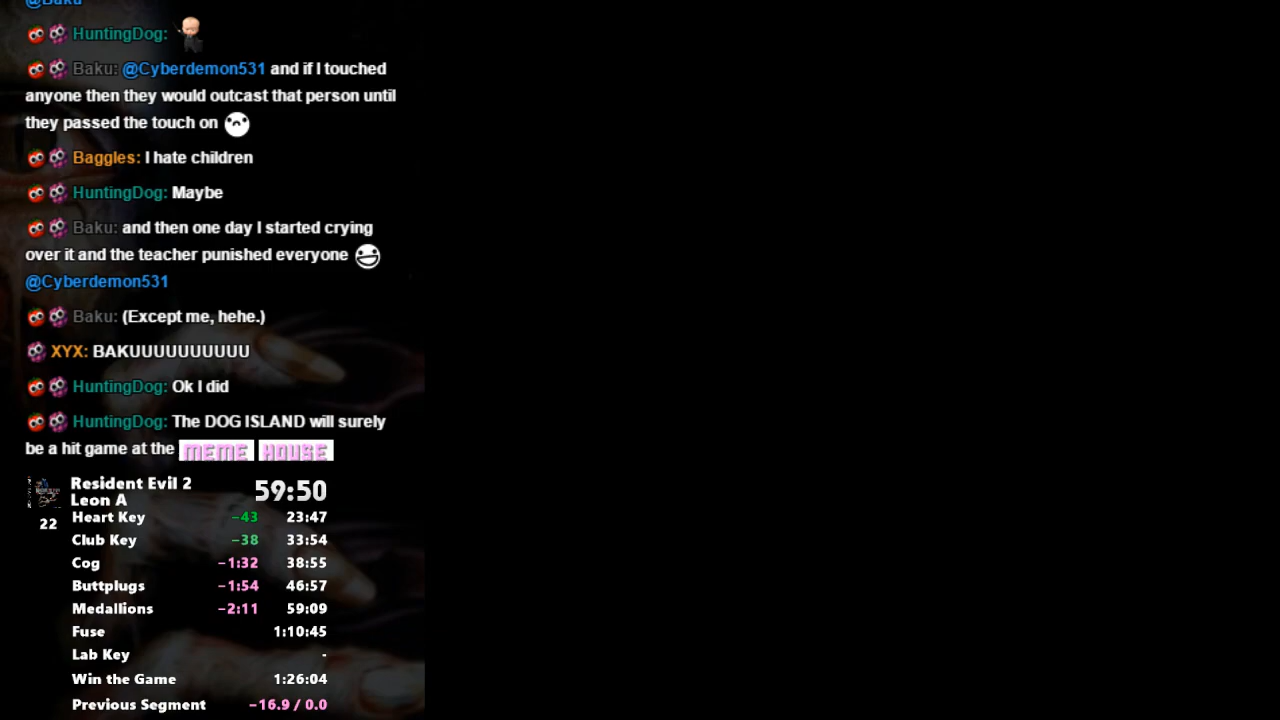 @Baku
HuntingDog:
Baku: @Cyberdemon531 and if I touched
anyone then they would outcast that person until
they passed the touch on
Baggles: I hate children
HuntingDog: Maybe
Baku: and then one day I started crying
over it and the teacher punished everyone
@Cyberdemon531
Baku: (Except me, hehe.)
XYX: BAKUUUUUUUUUU
HuntingDog: Ok I did
HuntingDog: The DOG ISLAND will surely
be a hit game at the MEME HOUSE
Resident Evil 2
Leon A
59:50
22
Heart Key -43 23:47
Club Key -38 33:54
Cog -1:32 38:55
Buttplugs -1:54 46:57
Medallions -2:11 59:09
Fuse 1:10:45
Lab Key -
Win the Game 1:26:04
Previous Segment -16.9 / 0.0